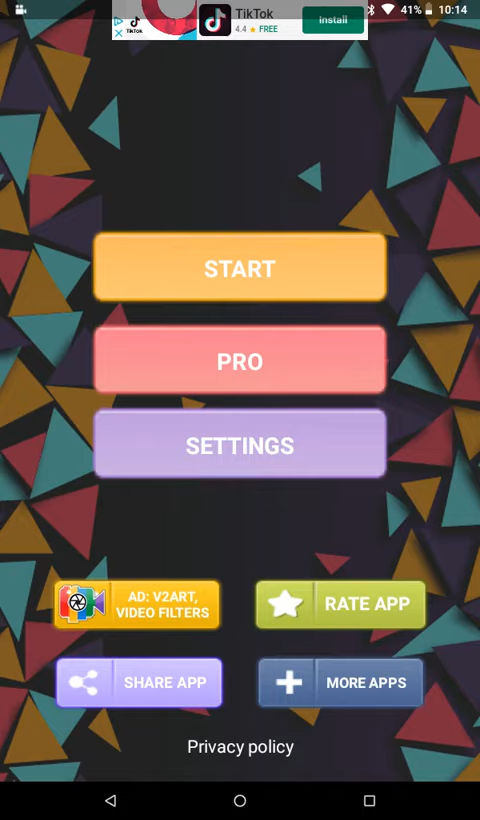 TikTok
TikTok
Install
4.4 ★ FREE
41%
10:14
START
PRO
SETTINGS
AD: V2ART,
VIDEO FILTERS
RATE APP
SHARE APP
MORE APPS
Privacy policy